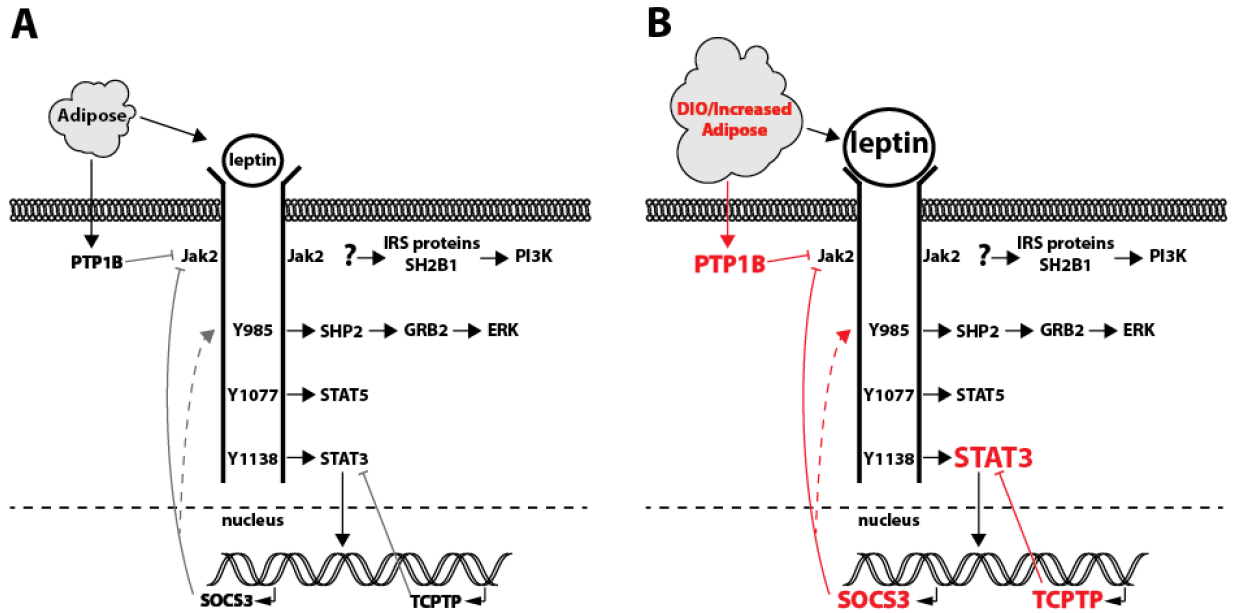 A
Adipose
leptin
PTP1B
Jak2
Jak2
?
IRS proteins
SH2B1
PI3K
Y985
SHP2
GRB2
ERK
Y1077
STAT5
Y1138
STAT3
nucleus
SOCS3
TCPTP
B
DIO/Increased
Adipose
leptin
PTP1B
Jak2
Jak2
?
IRS proteins
SH2B1
PI3K
Y985
SHP2
GRB2
ERK
Y1077
STAT5
Y1138
STAT3
nucleus
SOCS3
TCPTP